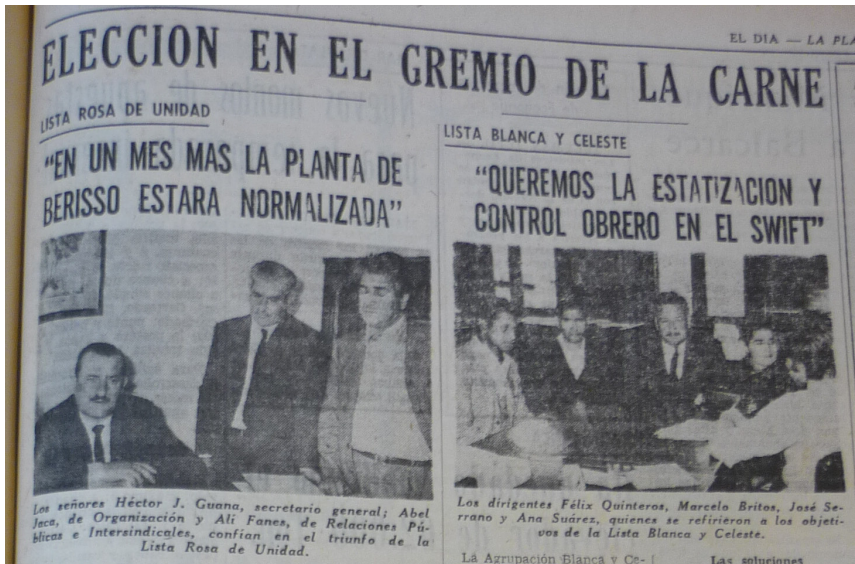 EL DIA — LA PLA
ELECCION EN EL GREMIO DE LA CARNE
LISTA ROSA DE UNIDAD
"EN UN MES MAS LA PLANTA DE
BERISSO ESTARA NORMALIZADA"
Los señores Héctor J. Guana, secretario general; Abel
Jeca, de Organización y Alí Fanes, de Relaciones Pú-
blicas e Intersindicales, confían en el triunfo de la
Lista Rosa de Unidad.
LISTA BLANCA Y CELESTE
"QUEREMOS LA ESTATIZACION Y
CONTROL OBRERO EN EL SWIFT"
Los dirigentes Félix Quinteros, Marcelo Britos, José Se-
rrano y Ana Suárez, quienes se refirieron a los objeti-
vos de la Lista Blanca y Celeste.
La Agrupación Blanca y Ce-
Las soluciones